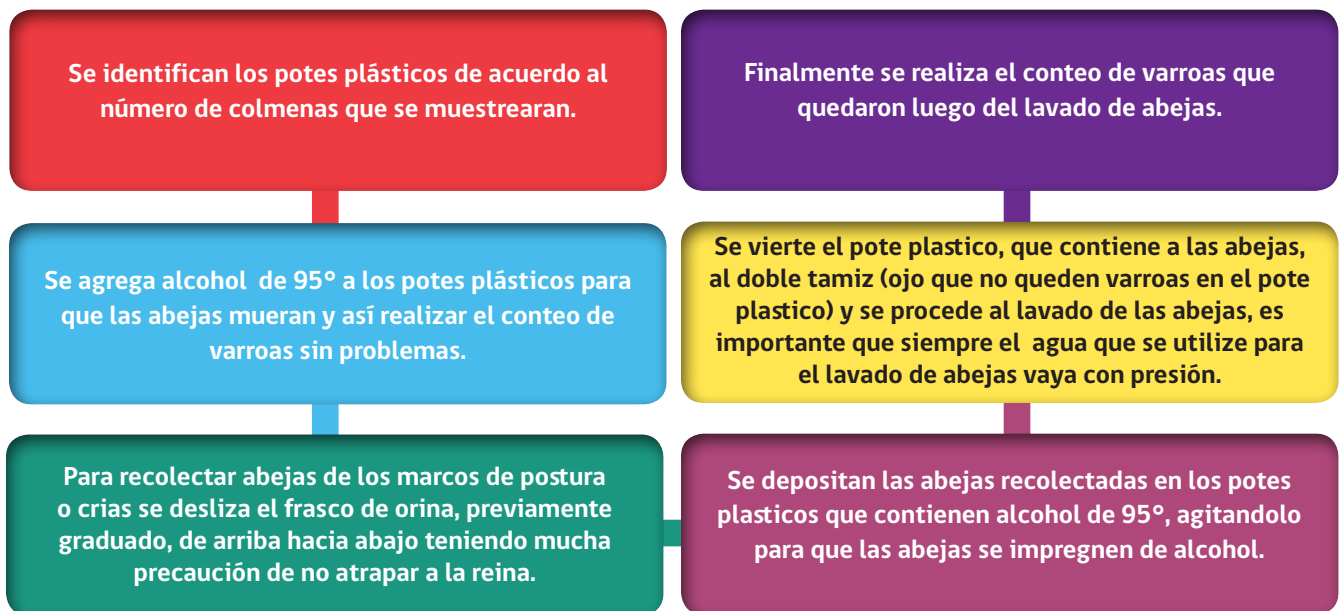 Se identifican los potes plásticos de acuerdo al
número de colmenas que se muestrearan.
Se agrega alcohol de 95° a los potes plásticos para
que las abejas mueran y así realizar el conteo de
varroas sin problemas.
Para recolectar abejas de los marcos de postura
o crias se desliza el frasco de orina, previamente
graduado, de arriba hacia abajo teniendo mucha
precaución de no atrapar a la reina.
Se depositan las abejas recolectadas en los potes
plasticos que contienen alcohol de 95°, agitandolo
para que las abejas se impregnen de alcohol.
Se vierte el pote plastico, que contiene a las abejas,
al doble tamiz (ojo que no queden varroas en el pote
plastico) y se procede al lavado de las abejas, es
importante que siempre el agua que se utilize para
el lavado de abejas vaya con presión.
Finalmente se realiza el conteo de varroas que
quedaron luego del lavado de abejas.